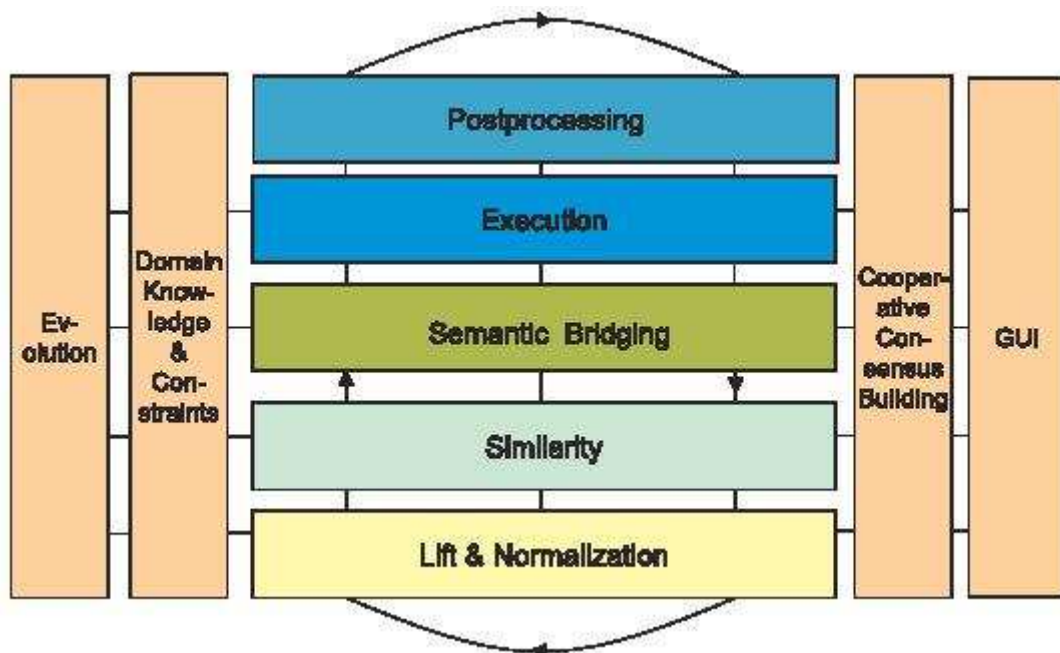 Postprocessing
Execution
Semantic Bridging
Similarity
Lift & Normalization
Ev-
olution
Domain
Know-
ledge
&
Con-
straints
Cooper-
ative
Con-
sensus
Building
GUI